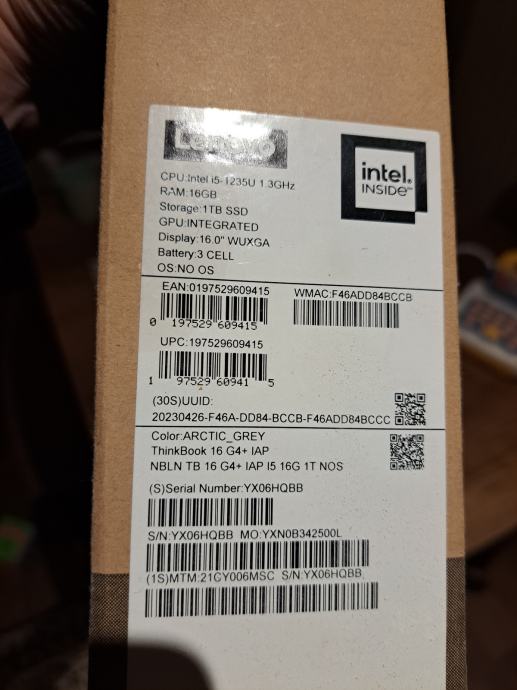 Lenovo
CPU:Intel i5-1235U 1.3GHz
RAM:16GB
Storage:1TB SSD
GPU:INTEGRATED
Display:16.0" WUXGA
Battery:3 CELL
OS:NO OS
intel.
INSIDE™
EAN:0197529609415
0 197529 609415
WMAC:F46ADD84BCCB
UPC:197529609415
1 97529 60941 5
(30S)UUID:
20230426-F46A-DD84-BCCB-F46ADD84BCCC
Color:ARCTIC_GREY
ThinkBook 16 G4+ IAP
NBLN TB 16 G4+ IAP I5 16G 1T NOS
(S)Serial Number:YX06HQBB
S/N:YX06HQBB MO:YXN0B342500L
(1S)MTM:21CY006MSC S/N:YX06HQBB